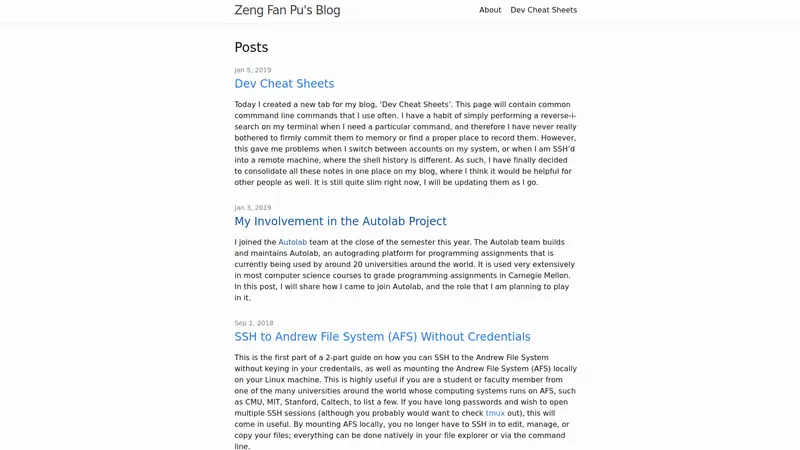 Zeng Fan Pu's Blog
About Dev Cheat Sheets
Posts
Jan 5, 2019
Dev Cheat Sheets
Today I created a new tab for my blog, ‘Dev Cheat Sheets’. This page will contain common
commmand line commands that I use often. I have a habit of simply performing a reverse-i-
search on my terminal when I need a particular command, and therefore I have never really
bothered to firmly commit them to memory or find a proper place to record them. However,
this gave me problems when I switch between accounts on my system, or when I am SSH’d
into a remote machine, where the shell history is different. As such, I have finally decided
to consolidate all these notes in one place on my blog, where I think it would be helpful for
other people as well. It is still quite slim right now, I will be updating them as I go.
Jan 3, 2019
My Involvement in the Autolab Project
I joined the Autolab team at the close of the semester this year. The Autolab team builds
and maintains Autolab, an autograding platform for programming assignments that is
currently being used by around 20 universities around the world. It is used very extensively
in most computer science courses to grade programming assignments in Carnegie Mellon.
In this post, I will share how I came to join Autolab, and the role that I am planning to play
in it.
Sep 1, 2018
SSH to Andrew File System (AFS) Without Credentials
This is the first part of a 2-part guide on how you can SSH to the Andrew File System
without keying in your credentails, as well as mounting the Andrew File System (AFS) locally
on your Linux machine. This is highly useful if you are a student or faculty member from
one of the many universities around the world whose computing systems runs on AFS, such
as CMU, MIT, Stanford, Caltech, to list a few. If you have long passwords and wish to open
multiple SSH sessions (although you probably would want to check tmux out), this will
come in useful. By mounting AFS locally, you no longer have to SSH in to edit, manage, or
copy your files; everything can be done natively in your file explorer or via the command
line.